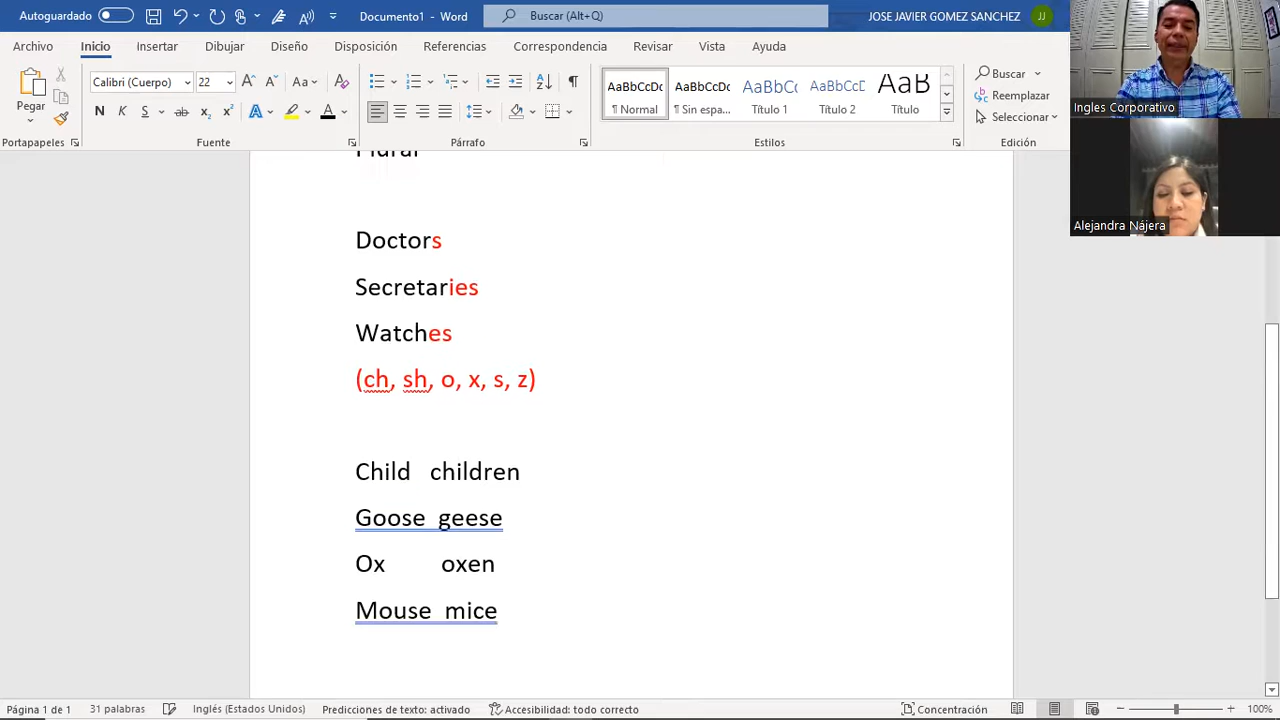 Autoguardado Documento1 - Word Buscar (Alt+Q) JOSE JAVIER GOMEZ SANCHEZ JJ
Archivo Inicio Insertar Dibujar Diseño Disposición Referencias Correspondencia Revisar Vista Ayuda
Pegar
Calibri (Cuerpo) 22
N K S
AaBbCcDc AaBbCcDc AaBbCc AaBbCcD AaB
¶ Normal ¶ Sin espa... Título 1 Título 2 Título
Buscar
Reemplazar
Seleccionar
Portapapeles Fuente Párrafo Estilos Edición
Ingles Corporativo
Alejandra Nájera
Plural
Doctors
Secretaries
Watches
(ch, sh, o, x, s, z)
Child children
Goose geese
Ox oxen
Mouse mice
Página 1 de 1 31 palabras Inglés (Estados Unidos) Predicciones de texto: activado Accesibilidad: todo correcto Concentración 100%